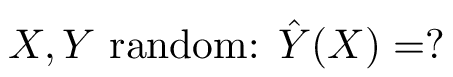 X, Y random: Ŷ(X) =?